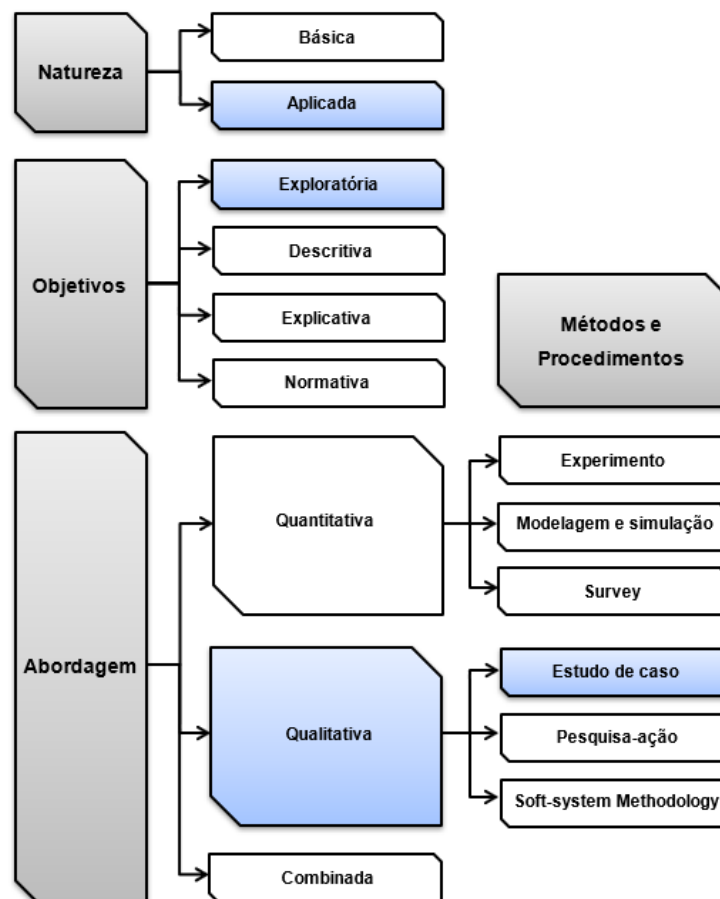 Natureza
Básica
Aplicada
Objetivos
Exploratória
Descritiva
Explicativa
Normativa
Métodos e
Procedimentos
Abordagem
Quantitativa
Experimento
Modelagem e simulação
Survey
Qualitativa
Estudo de caso
Pesquisa-ação
Soft-system Methodology
Combinada